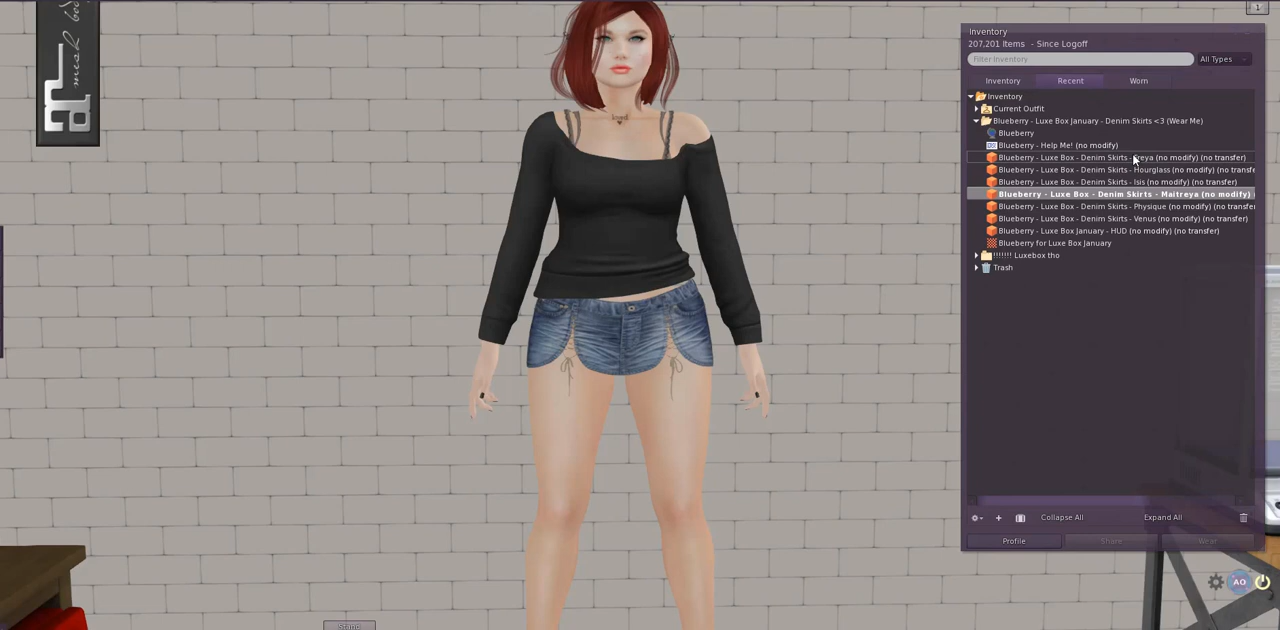 1
Inventory
207,201 Items - Since Logoff
Filter Inventory
All Types
Inventory Recent Worn
Inventory
Current Outfit
Blueberry - Luxe Box January - Denim Skirts <3 (Wear Me)
Blueberry
Blueberry - Help Me! (no modify)
Blueberry - Luxe Box - Denim Skirts - reya (no modify) (no transfer)
Blueberry - Luxe Box - Denim Skirts - Hourglass (no modify) (no transfe
Blueberry - Luxe Box - Denim Skirts - Isis (no modify) (no transfer)
Blueberry - Luxe Box - Denim Skirts - Maitreya (no modify)
Blueberry - Luxe Box - Denim Skirts - Physique (no modify) (no transfer
Blueberry - Luxe Box - Denim Skirts - Venus (no modify) (no transfer)
Blueberry - Luxe Box January - HUD (no modify) (no transfer)
Blueberry for Luxe Box January
!!!!!!! Luxebox tho
Trash
Collapse All Expand All
Profile Share Wear
AO
Stand
mesh